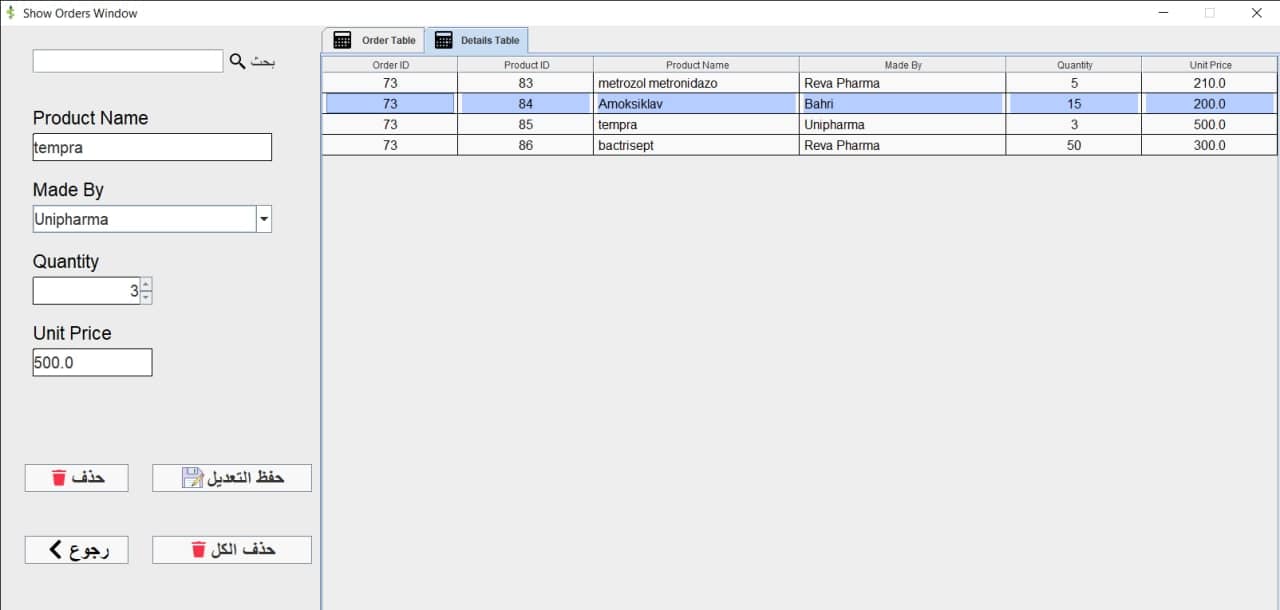 Show Orders Window
بحث
Product Name
tempra
Made By
Unipharma
Quantity
3
Unit Price
500.0
حذف
حفظ التعديل
رجوع
حذف الكل
Order Table
Details Table
Order ID Product ID Product Name Made By Quantity Unit Price
73 83 metrozol metronidazo Reva Pharma 5 210.0
73 84 Amoksiklav Bahri 15 200.0
73 85 tempra Unipharma 3 500.0
73 86 bactrisept Reva Pharma 50 300.0